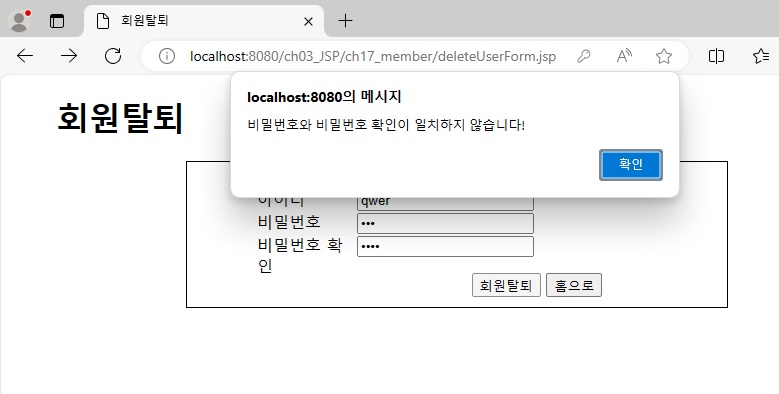 회원탈퇴
localhost:8080/ch03_JSP/ch17_member/deleteUserForm.jsp
localhost:8080의 메시지
비밀번호와 비밀번호 확인이 일치하지 않습니다!
확인
회원탈퇴
아이디
qwer
비밀번호
비밀번호 확
인
회원탈퇴 홈으로